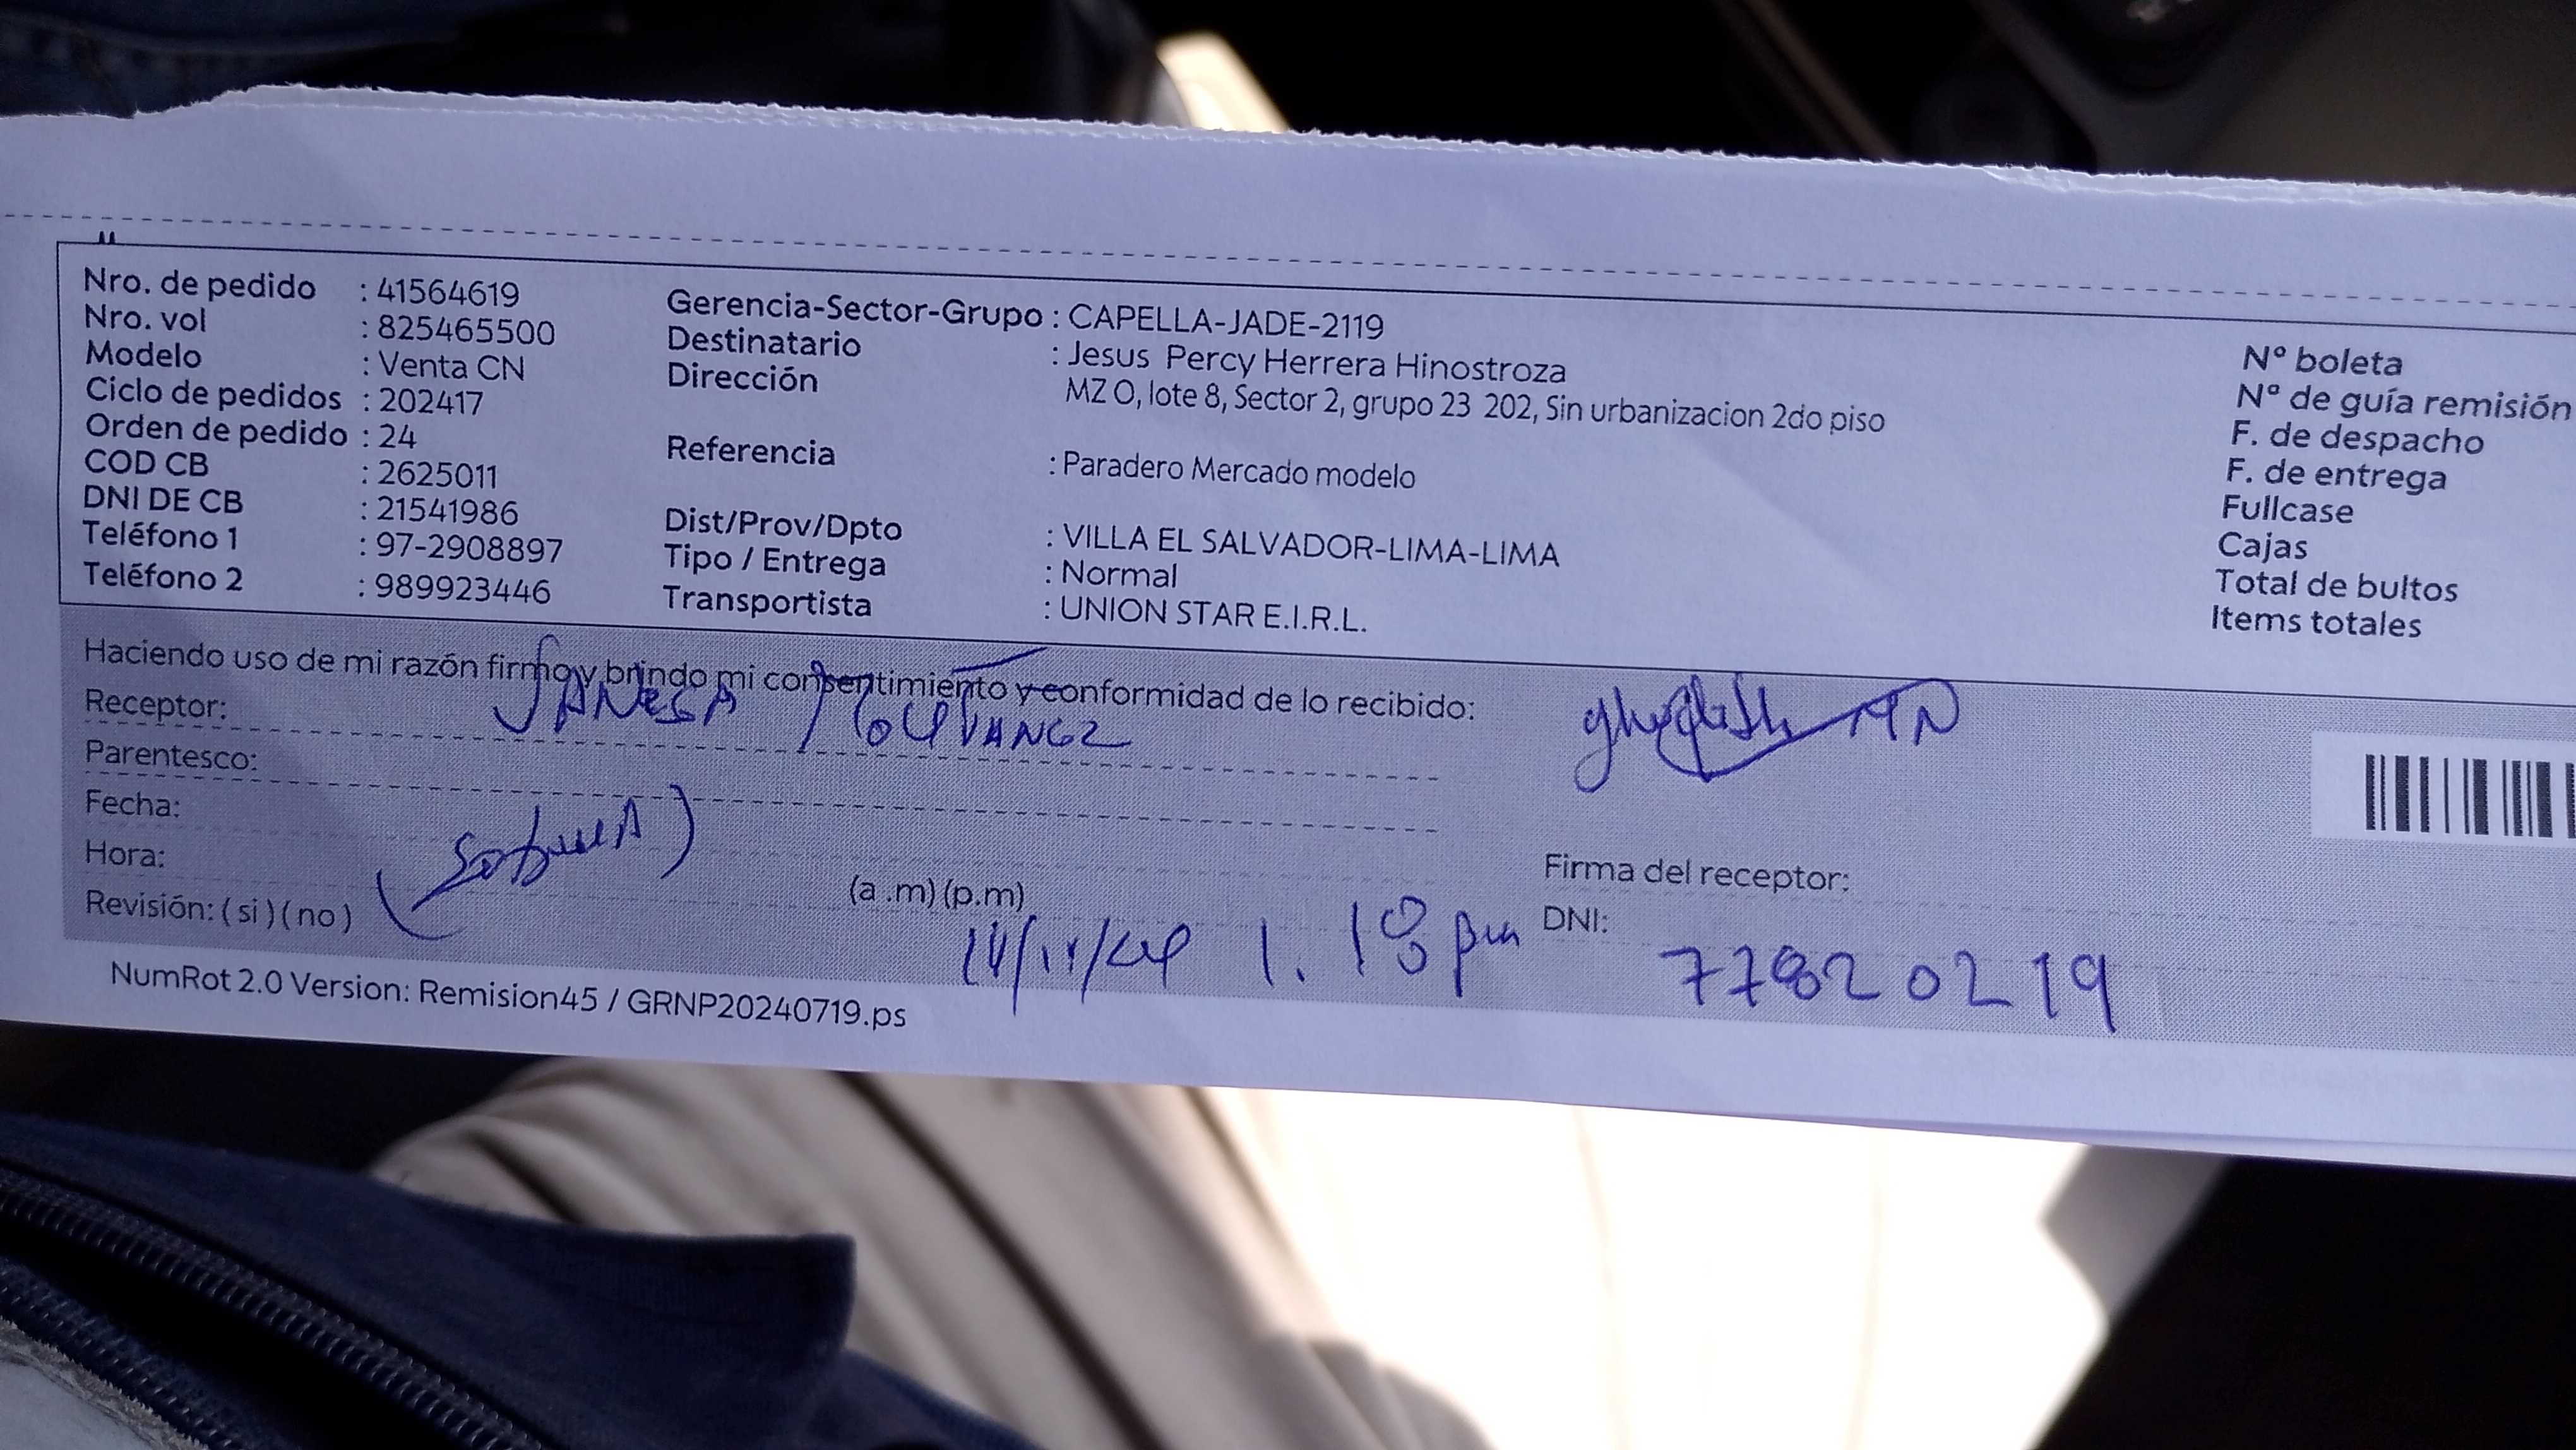 Nro. de pedido : 41564619
Nro. vol : 825465500
Modelo : Venta CN
Ciclo de pedidos : 202417
Orden de pedido : 24
COD CB : 2625011
DNI DE CB : 21541986
Teléfono 1 : 97-2908897
Teléfono 2 : 989923446
Gerencia-Sector-Grupo : CAPELLA-JADE-2119
Destinatario : Jesus Percy Herrera Hinostroza
Dirección MZ O, lote 8, Sector 2, grupo 23 202, Sin urbanizacion 2do piso
Referencia : Paradero Mercado modelo
Dist/Prov/Dpto : VILLA EL SALVADOR-LIMA-LIMA
Tipo / Entrega : Normal
Transportista : UNION STAR E.I.R.L.
Nº boleta
Nº de guía remisión
F. de despacho
F. de entrega
Fullcase
Cajas
Total de bultos
Items totales
Haciendo uso de mi razón firmo y brindo mi consentimiento y conformidad de lo recibido:
Receptor:
Parentesco:
Fecha:
Hora: (a .m) (p.m)
Revisión: ( si ) ( no )
14/11/24 1.18 pm
Firma del receptor:
DNI: 77820219
NumRot 2.0 Version: Remision45 / GRNP20240719.ps